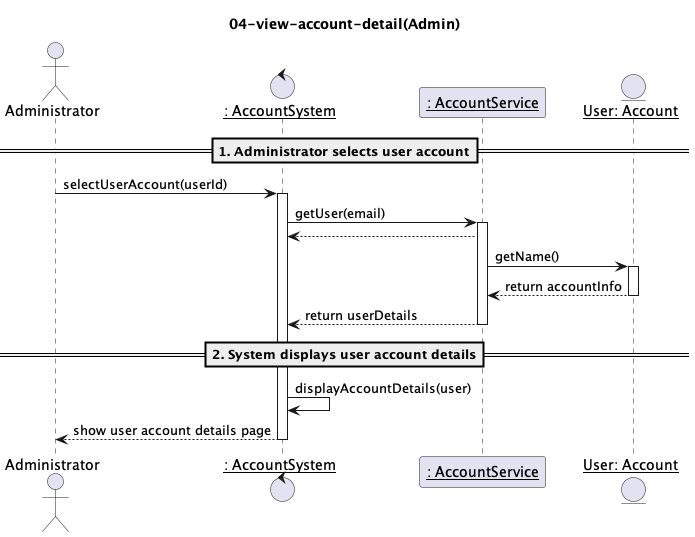 04-view-account-detail(Admin)
Administrator
: AccountSystem
: AccountService
User: Account
1. Administrator selects user account
selectUserAccount(userId)
getUser(email)
getName()
return accountInfo
return userDetails
2. System displays user account details
displayAccountDetails(user)
show user account details page
Administrator
: AccountSystem
: AccountService
User: Account